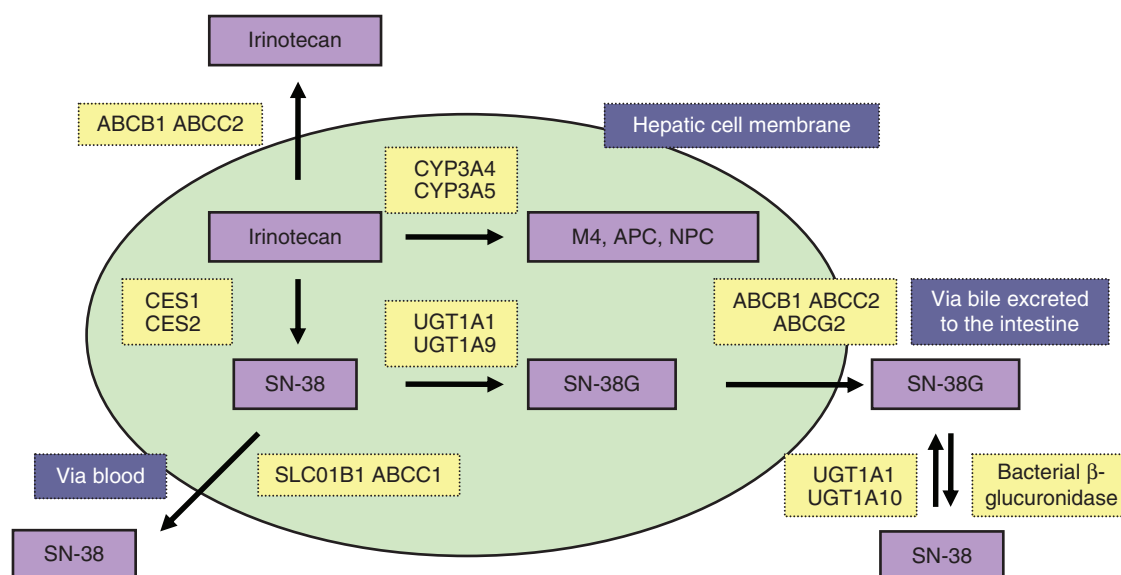 Irinotecan
ABCB1 ABCC2
Hepatic cell membrane
CYP3A4
CYP3A5
Irinotecan
M4, APC, NPC
CES1
CES2
UGT1A1
UGT1A9
ABCB1 ABCC2
ABCG2
Via bile excreted
to the intestine
SN-38
SN-38G
SN-38G
Via blood
SLC01B1 ABCC1
UGT1A1
UGT1A10
Bacterial β-
glucuronidase
SN-38
SN-38